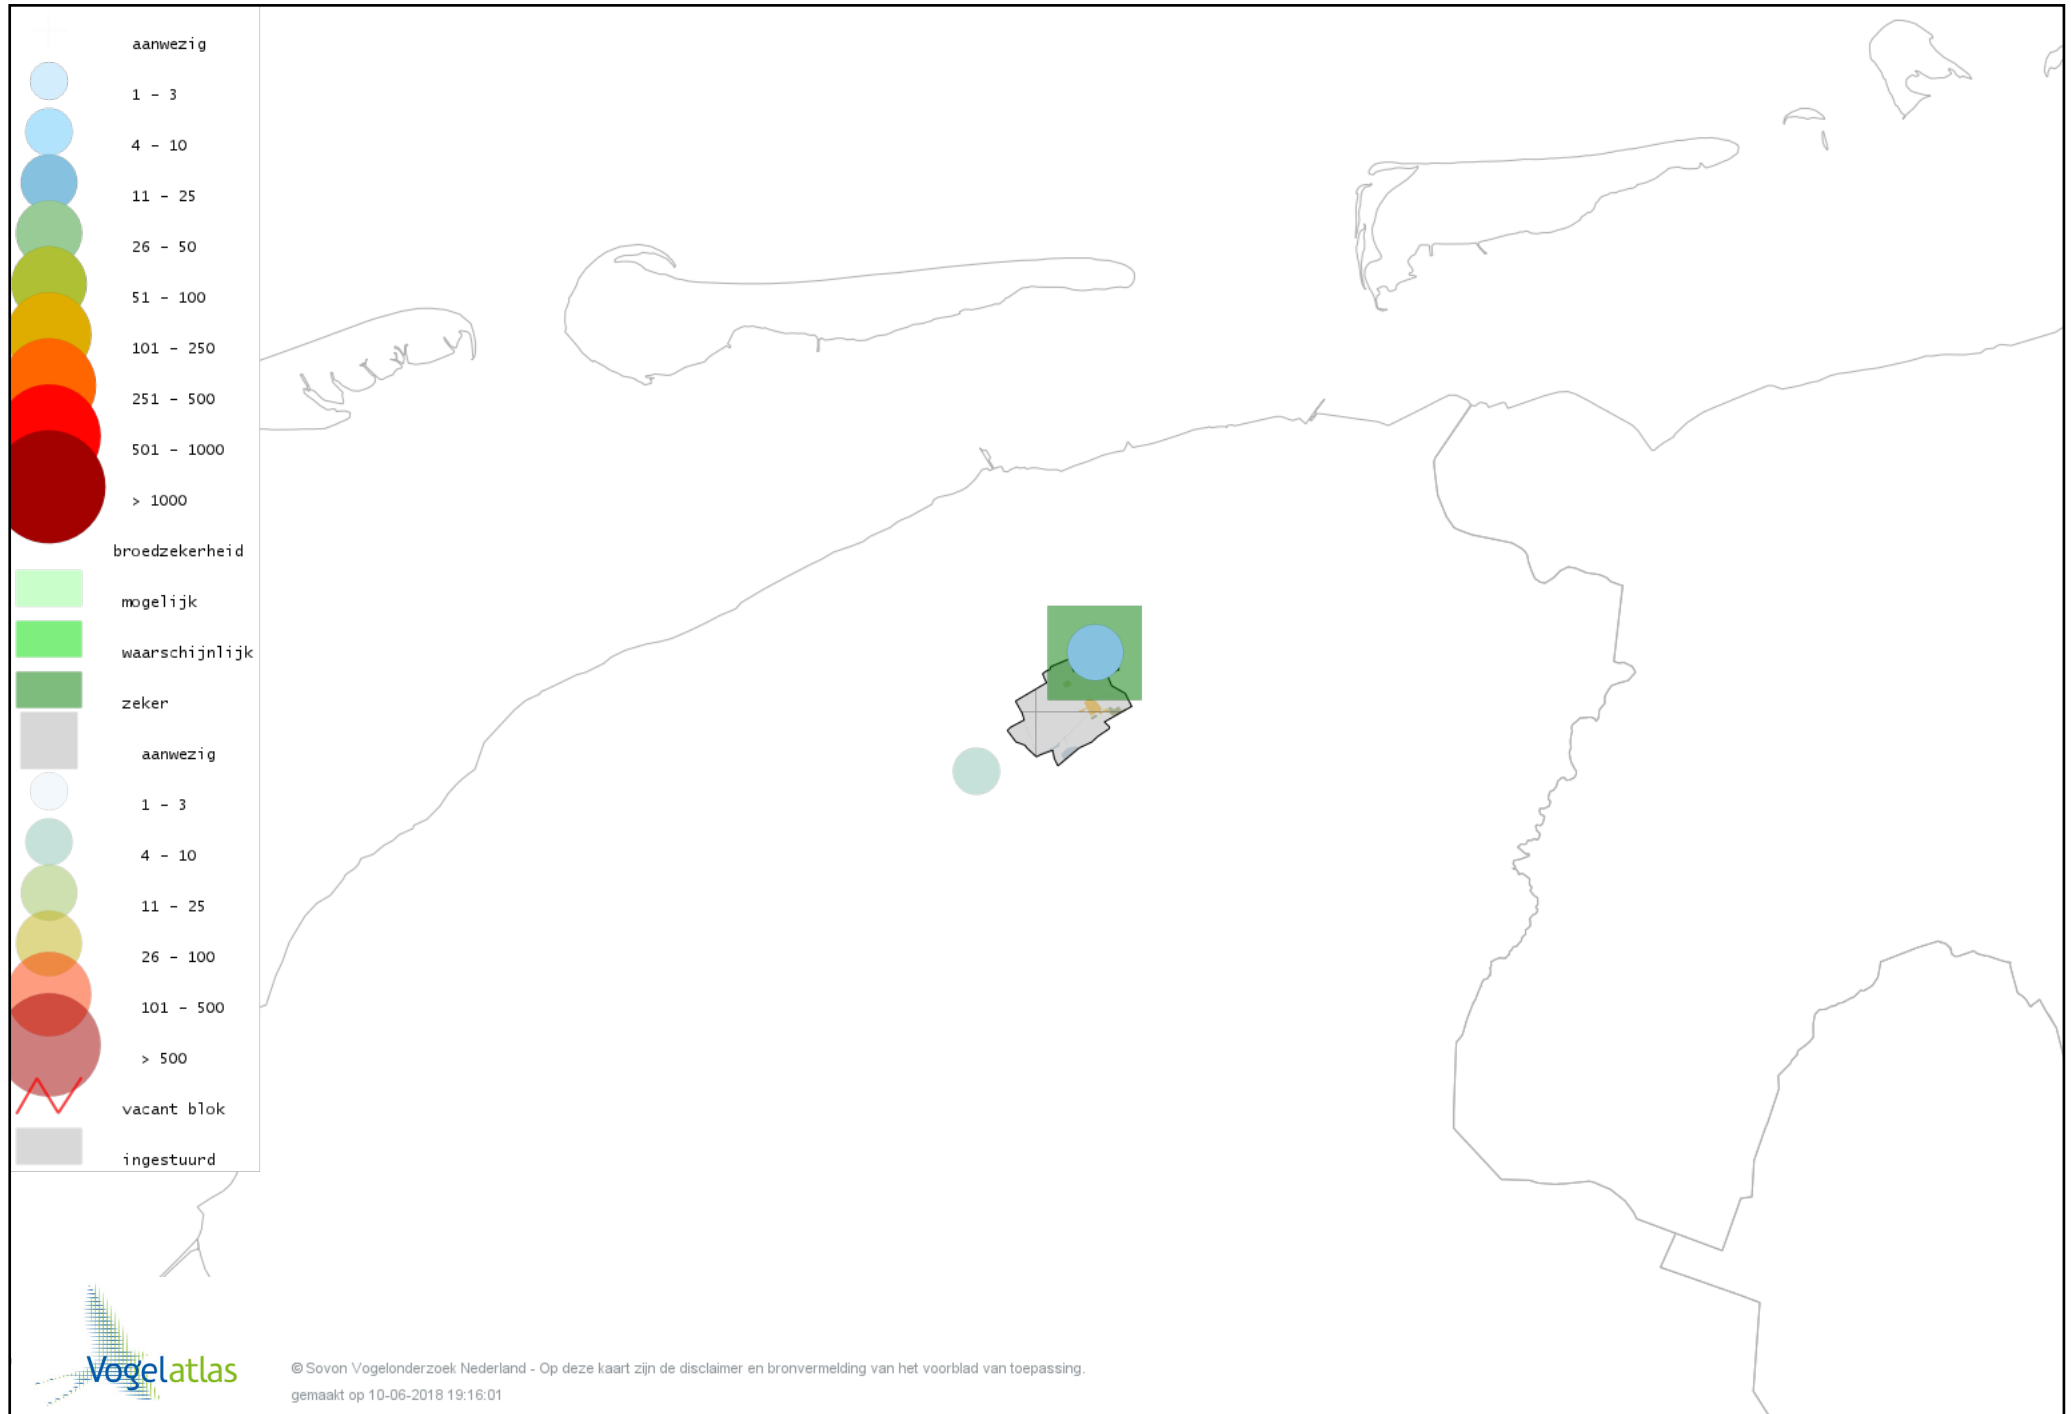 aanwezig
1 - 3
4 - 10
11 - 25
26 - 50
51 - 100
101 - 250
251 - 500
501 - 1000
> 1000
broedzekerheid
mogelijk
waarschijnlijk
zeker
aanwezig
1 - 3
4 - 10
11 - 25
26 - 100
101 - 500
> 500
vacant blok
ingestuurd
Vogelatlas
© Sovon Vogelonderzoek Nederland - Op deze kaart zijn de disclaimer en bronvermelding van het voorblad van toepassing.
gemaakt op 10-06-2018 19:16:01